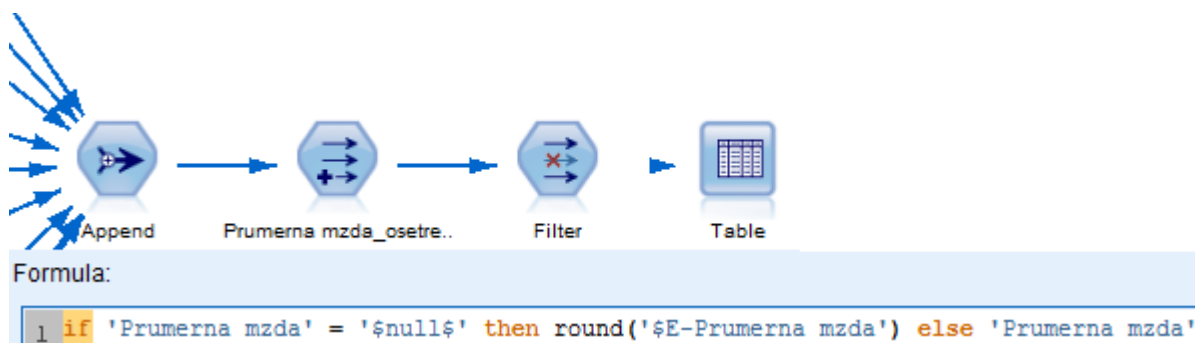 Append Prumerna mzda_osetre.. Filter Table
Formula:
1 if 'Prumerna mzda' = '$null$' then round('$E-Prumerna mzda') else 'Prumerna mzda'